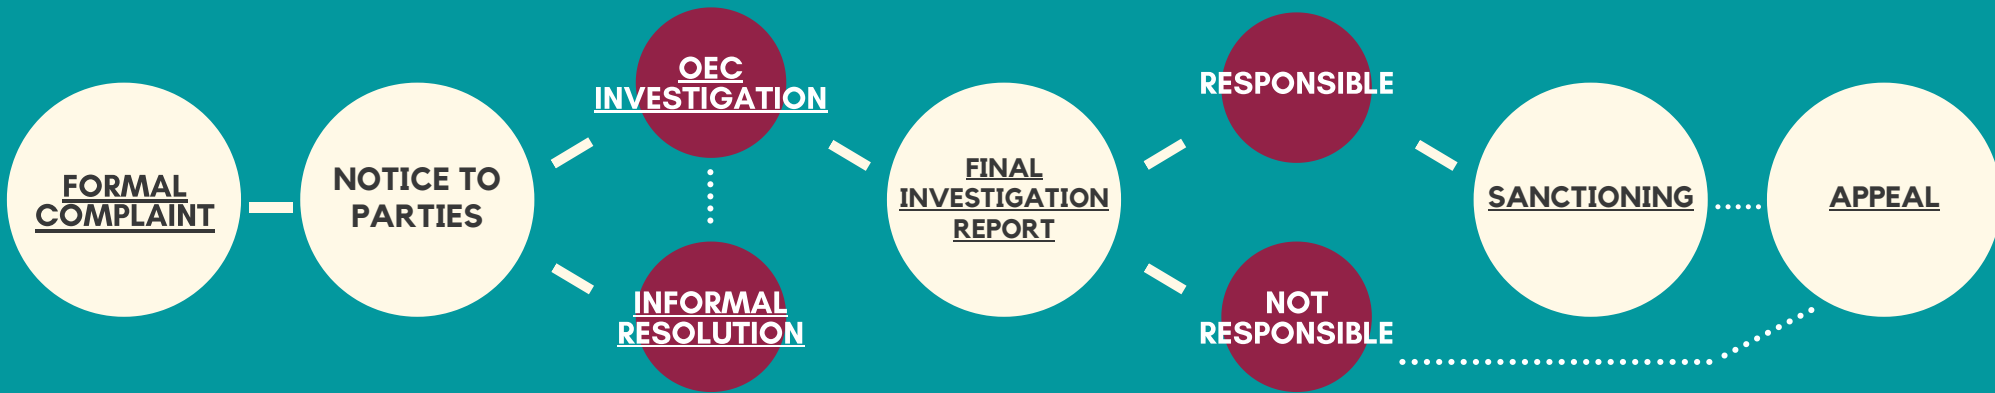 FORMAL
COMPLAINT
NOTICE TO
PARTIES
OEC
INVESTIGATION
INFORMAL
RESOLUTION
FINAL
INVESTIGATION
REPORT
RESPONSIBLE
NOT
RESPONSIBLE
SANCTIONING
APPEAL